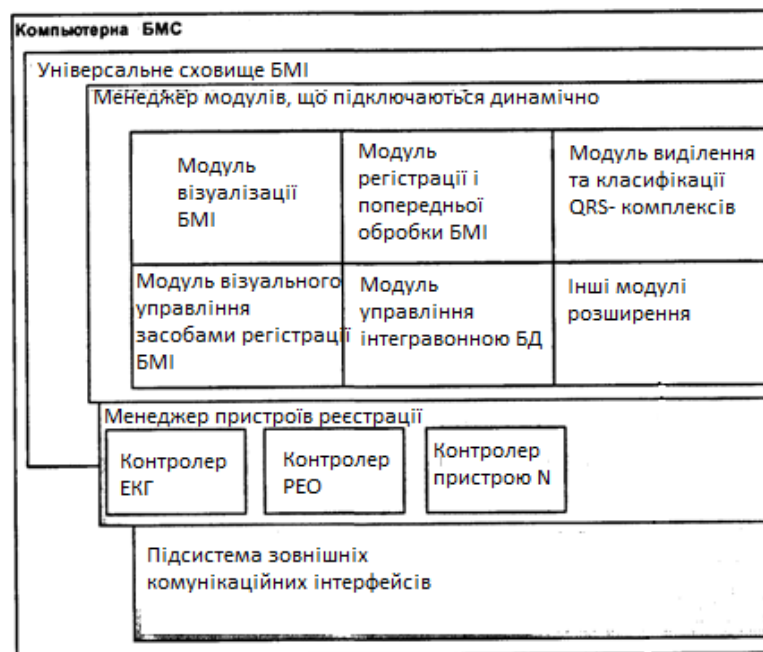 Компьютерна БМС
Універсальне сховище БМІ
Менеджер модулів, що підключаються динамічно
Модуль
візуалізації
БМІ
Модуль
регістрації і
попередньої
обробки БМІ
Модуль виділення
та класифікації
QRS- комплексів
Модуль візуального
управління
засобами регістрації
БМІ
Модуль
управління
інтегравонною БД
Інші модулі
розширення
Менеджер пристроїв реєстрації
Контролер
ЕКГ
Контролер
РЕО
Контролер
пристрою N
Підсистема зовнішніх
комунікаційних інтерфейсів